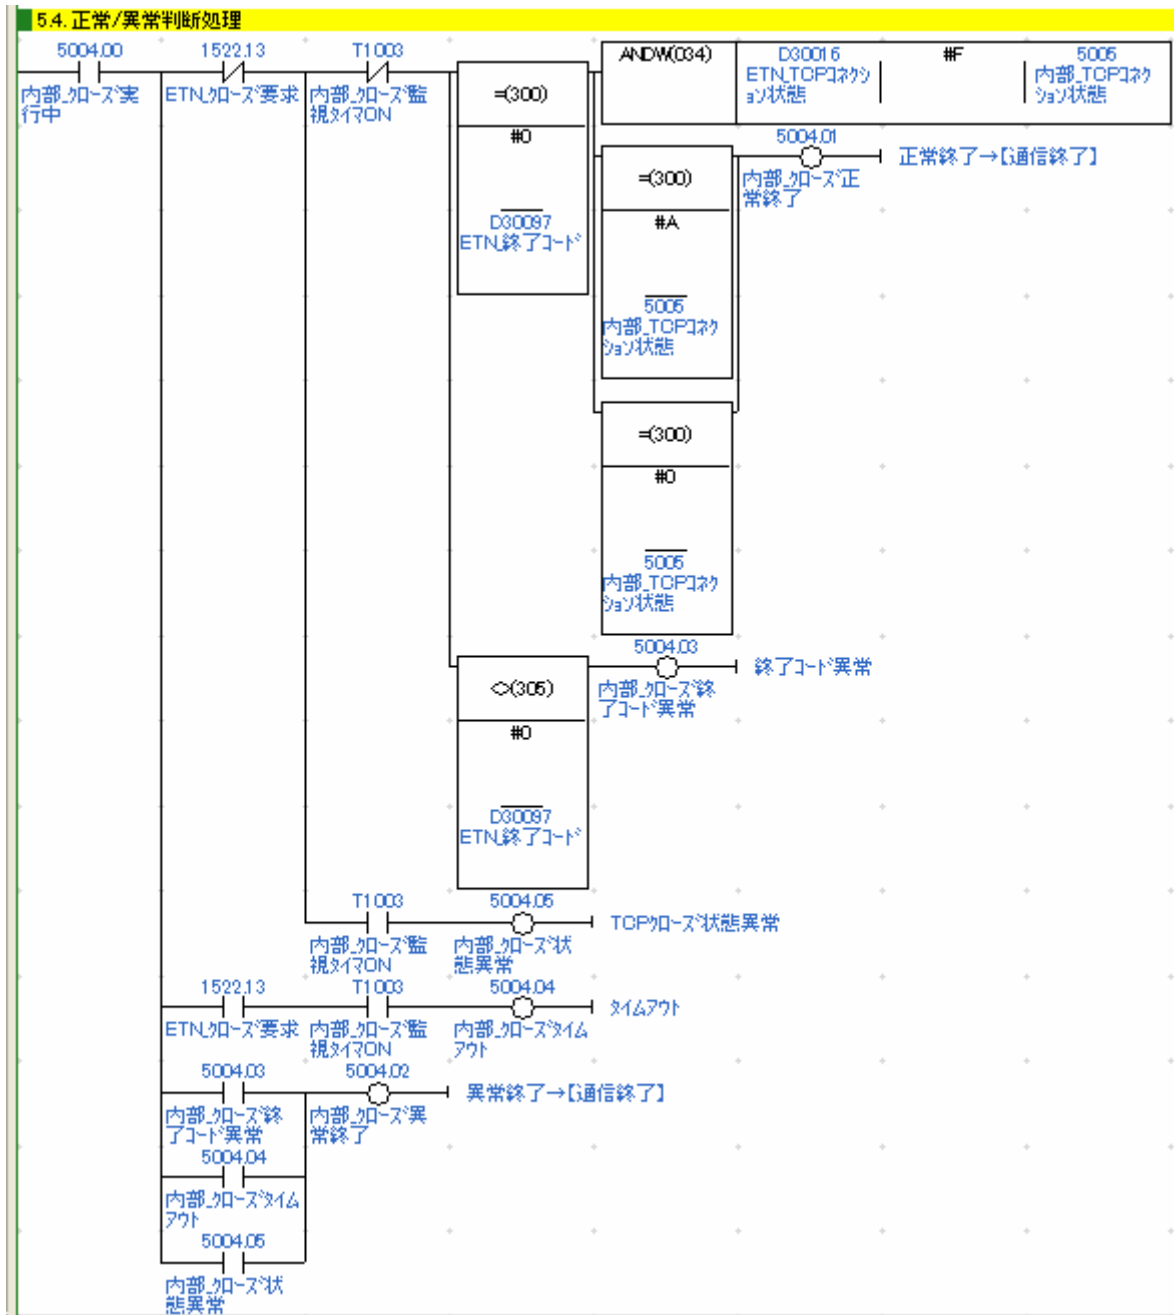 5.4. 正常/異常判断処理
5004.00
1522.13
T1003
ANDW(034)
D30016
#F
5005
内部_ｸﾛｰｽﾞ実
行中
ETN_ｸﾛｰｽﾞ要求
内部_ｸﾛｰｽﾞ監
視ﾀｲﾏON
ETN_TCPｺﾈｸｼ
ｮﾝ状態
内部_TCPｺﾈｸ
ｼｮﾝ状態
=(300)
#0
D30097
ETN_終了ｺｰﾄﾞ
=(300)
#A
5005
内部_TCPｺﾈｸ
ｼｮﾝ状態
5004.01
正常終了→【通信終了】
内部_ｸﾛｰｽﾞ正
常終了
=(300)
#0
5005
内部_TCPｺﾈｸ
ｼｮﾝ状態
<>(305)
#0
D30097
ETN_終了ｺｰﾄﾞ
5004.03
終了ｺｰﾄﾞ異常
内部_ｸﾛｰｽﾞ終
了ｺｰﾄﾞ異常
T1003
5004.05
TCPｸﾛｰｽﾞ状態異常
内部_ｸﾛｰｽﾞ監
視ﾀｲﾏON
内部_ｸﾛｰｽﾞ状
態異常
1522.13
T1003
5004.04
ﾀｲﾑｱｳﾄ
ETN_ｸﾛｰｽﾞ要求
内部_ｸﾛｰｽﾞ監
視ﾀｲﾏON
内部_ｸﾛｰｽﾞﾀｲﾑ
ｱｳﾄ
5004.03
5004.02
異常終了→【通信終了】
内部_ｸﾛｰｽﾞ終
了ｺｰﾄﾞ異常
内部_ｸﾛｰｽﾞ異
常終了
5004.04
内部_ｸﾛｰｽﾞﾀｲﾑ
ｱｳﾄ
5004.05
内部_ｸﾛｰｽﾞ状
態異常